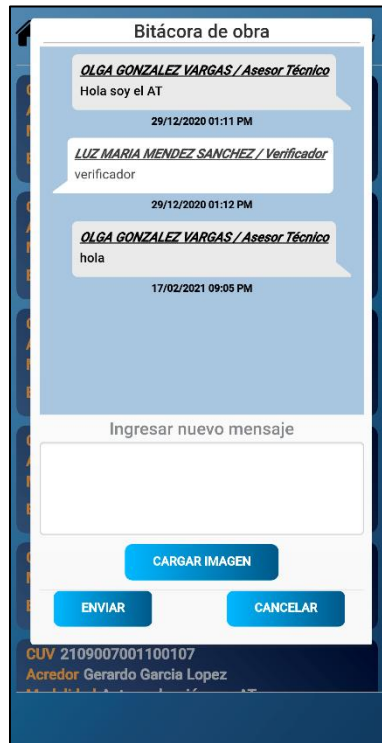 Bitácora de obra
OLGA GONZALEZ VARGAS / Asesor Técnico
Hola soy el AT
29/12/2020 01:11 PM
LUZ MARIA MENDEZ SANCHEZ / Verificador
verificador
29/12/2020 01:12 PM
OLGA GONZALEZ VARGAS / Asesor Técnico
hola
17/02/2021 09:05 PM
Ingresar nuevo mensaje
CARGAR IMAGEN
ENVIAR
CANCELAR
CUV 2109007001100107
Acredor Gerardo Garcia Lopez